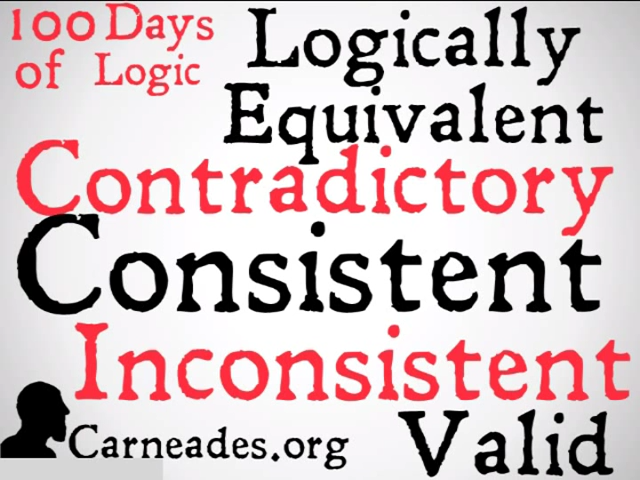 100 Days
of Logic
Logically
Equivalent
Contradictory
Consistent
Inconsistent
Valid
Carneades.org